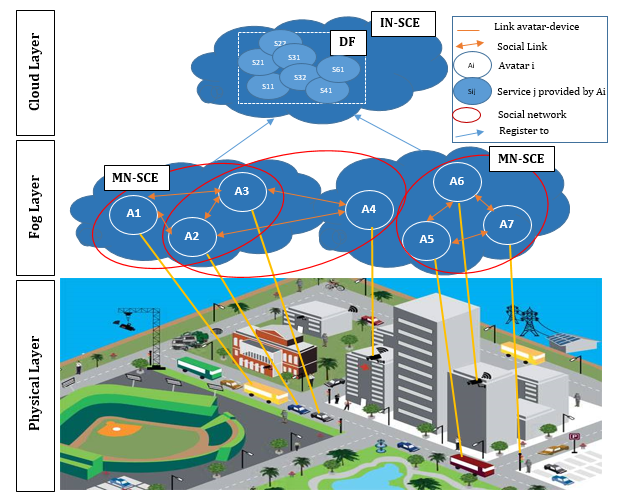 Cloud Layer
IN-SCE
DF
S22
S21
S31
S11
S32
S61
S41
Link avatar-device
Social Link
Ai
Avatar i
Sij
Service j provided by Ai
Social network
Register to
Fog Layer
MN-SCE
MN-SCE
A1
A2
A3
A4
A5
A6
A7
Physical Layer